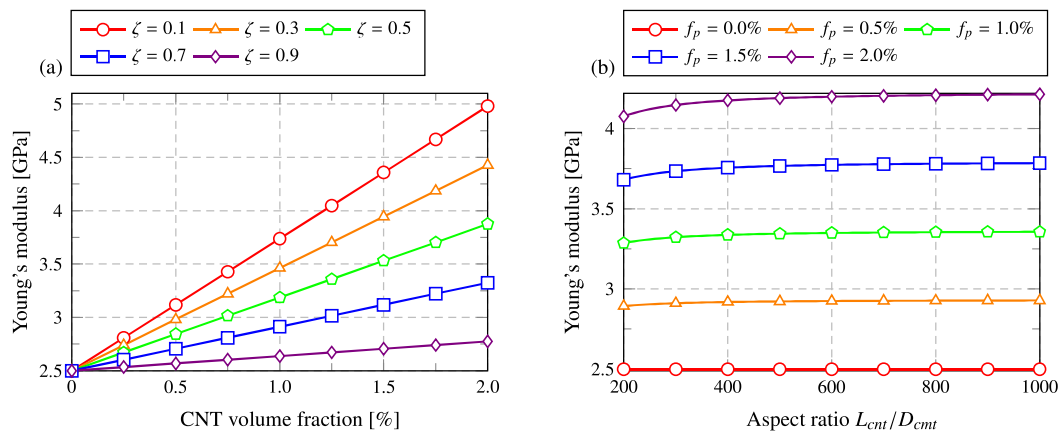 ζ = 0.1 ζ = 0.3 ζ = 0.5
ζ = 0.7 ζ = 0.9
(a)
5
4.5
4
3.5
3
2.5
0 0.5 1.0 1.5 2.0
Young's modulus [GPa]
CNT volume fraction [%]
f_p = 0.0% f_p = 0.5% f_p = 1.0%
f_p = 1.5% f_p = 2.0%
(b)
4
3.5
3
2.5
200 400 600 800 1000
Young's modulus [GPa]
Aspect ratio L_cnt/D_cmt